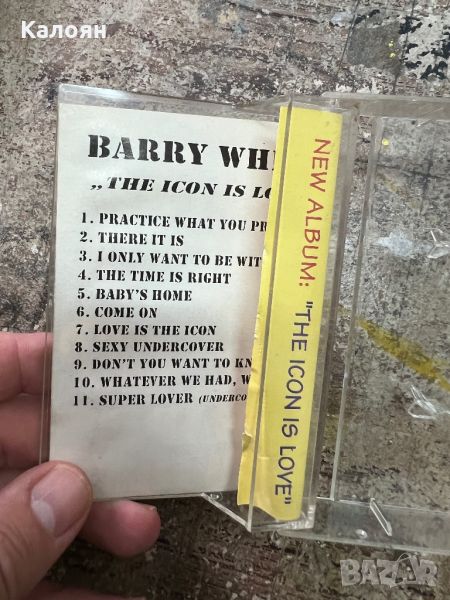 Калоян
BARRY WHI
„THE ICON IS LO
1. PRACTICE WHAT YOU PR
2. THERE IT IS
3. I ONLY WANT TO BE WIT
4. THE TIME IS RIGHT
5. BABY'S HOME
6. COME ON
7. LOVE IS THE ICON
8. SEXY UNDERCOVER
9. DON'T YOU WANT TO KN
10. WHATEVER WE HAD, W
11. SUPER LOVER (UNDERCO
NEW ALBUM: "THE ICON IS LOVE"
BAZAR